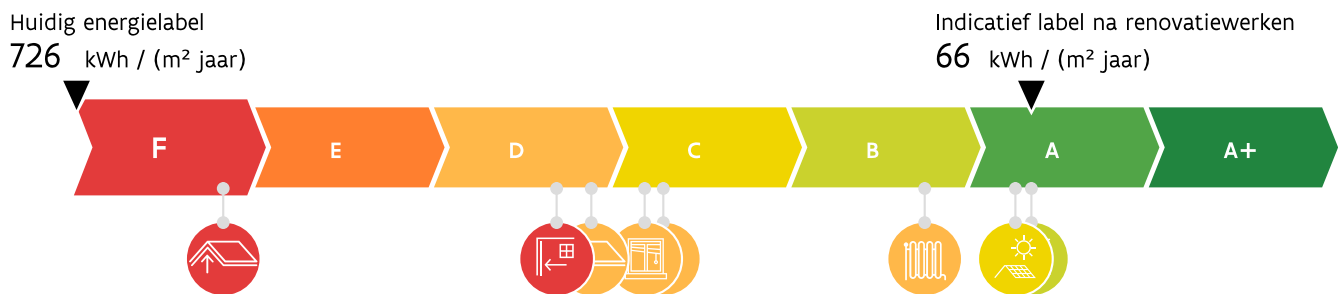 Huidig energielabel
726 kWh / (m² jaar)
Indicatief label na renovatiewerken
66 kWh / (m² jaar)
F
E
D
C
B
A
A+